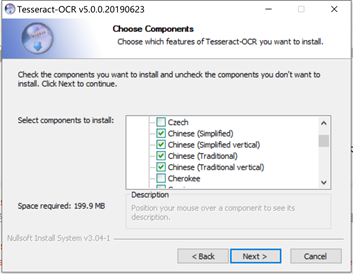 Tesseract-OCR v5.0.0.20190623
Choose Components
Choose which features of Tesseract-OCR you want to install.
Check the components you want to install and uncheck the components you don't want to
install. Click Next to continue.
Select components to install:
Czech
Chinese (Simplified)
Chinese (Simplified vertical)
Chinese (Traditional)
Chinese (Traditional vertical)
Cherokee
Space required: 199.9 MB
Description
Position your mouse over a component to see its
description.
Nullsoft Install System v3.04-1
< Back
Next >
Cancel